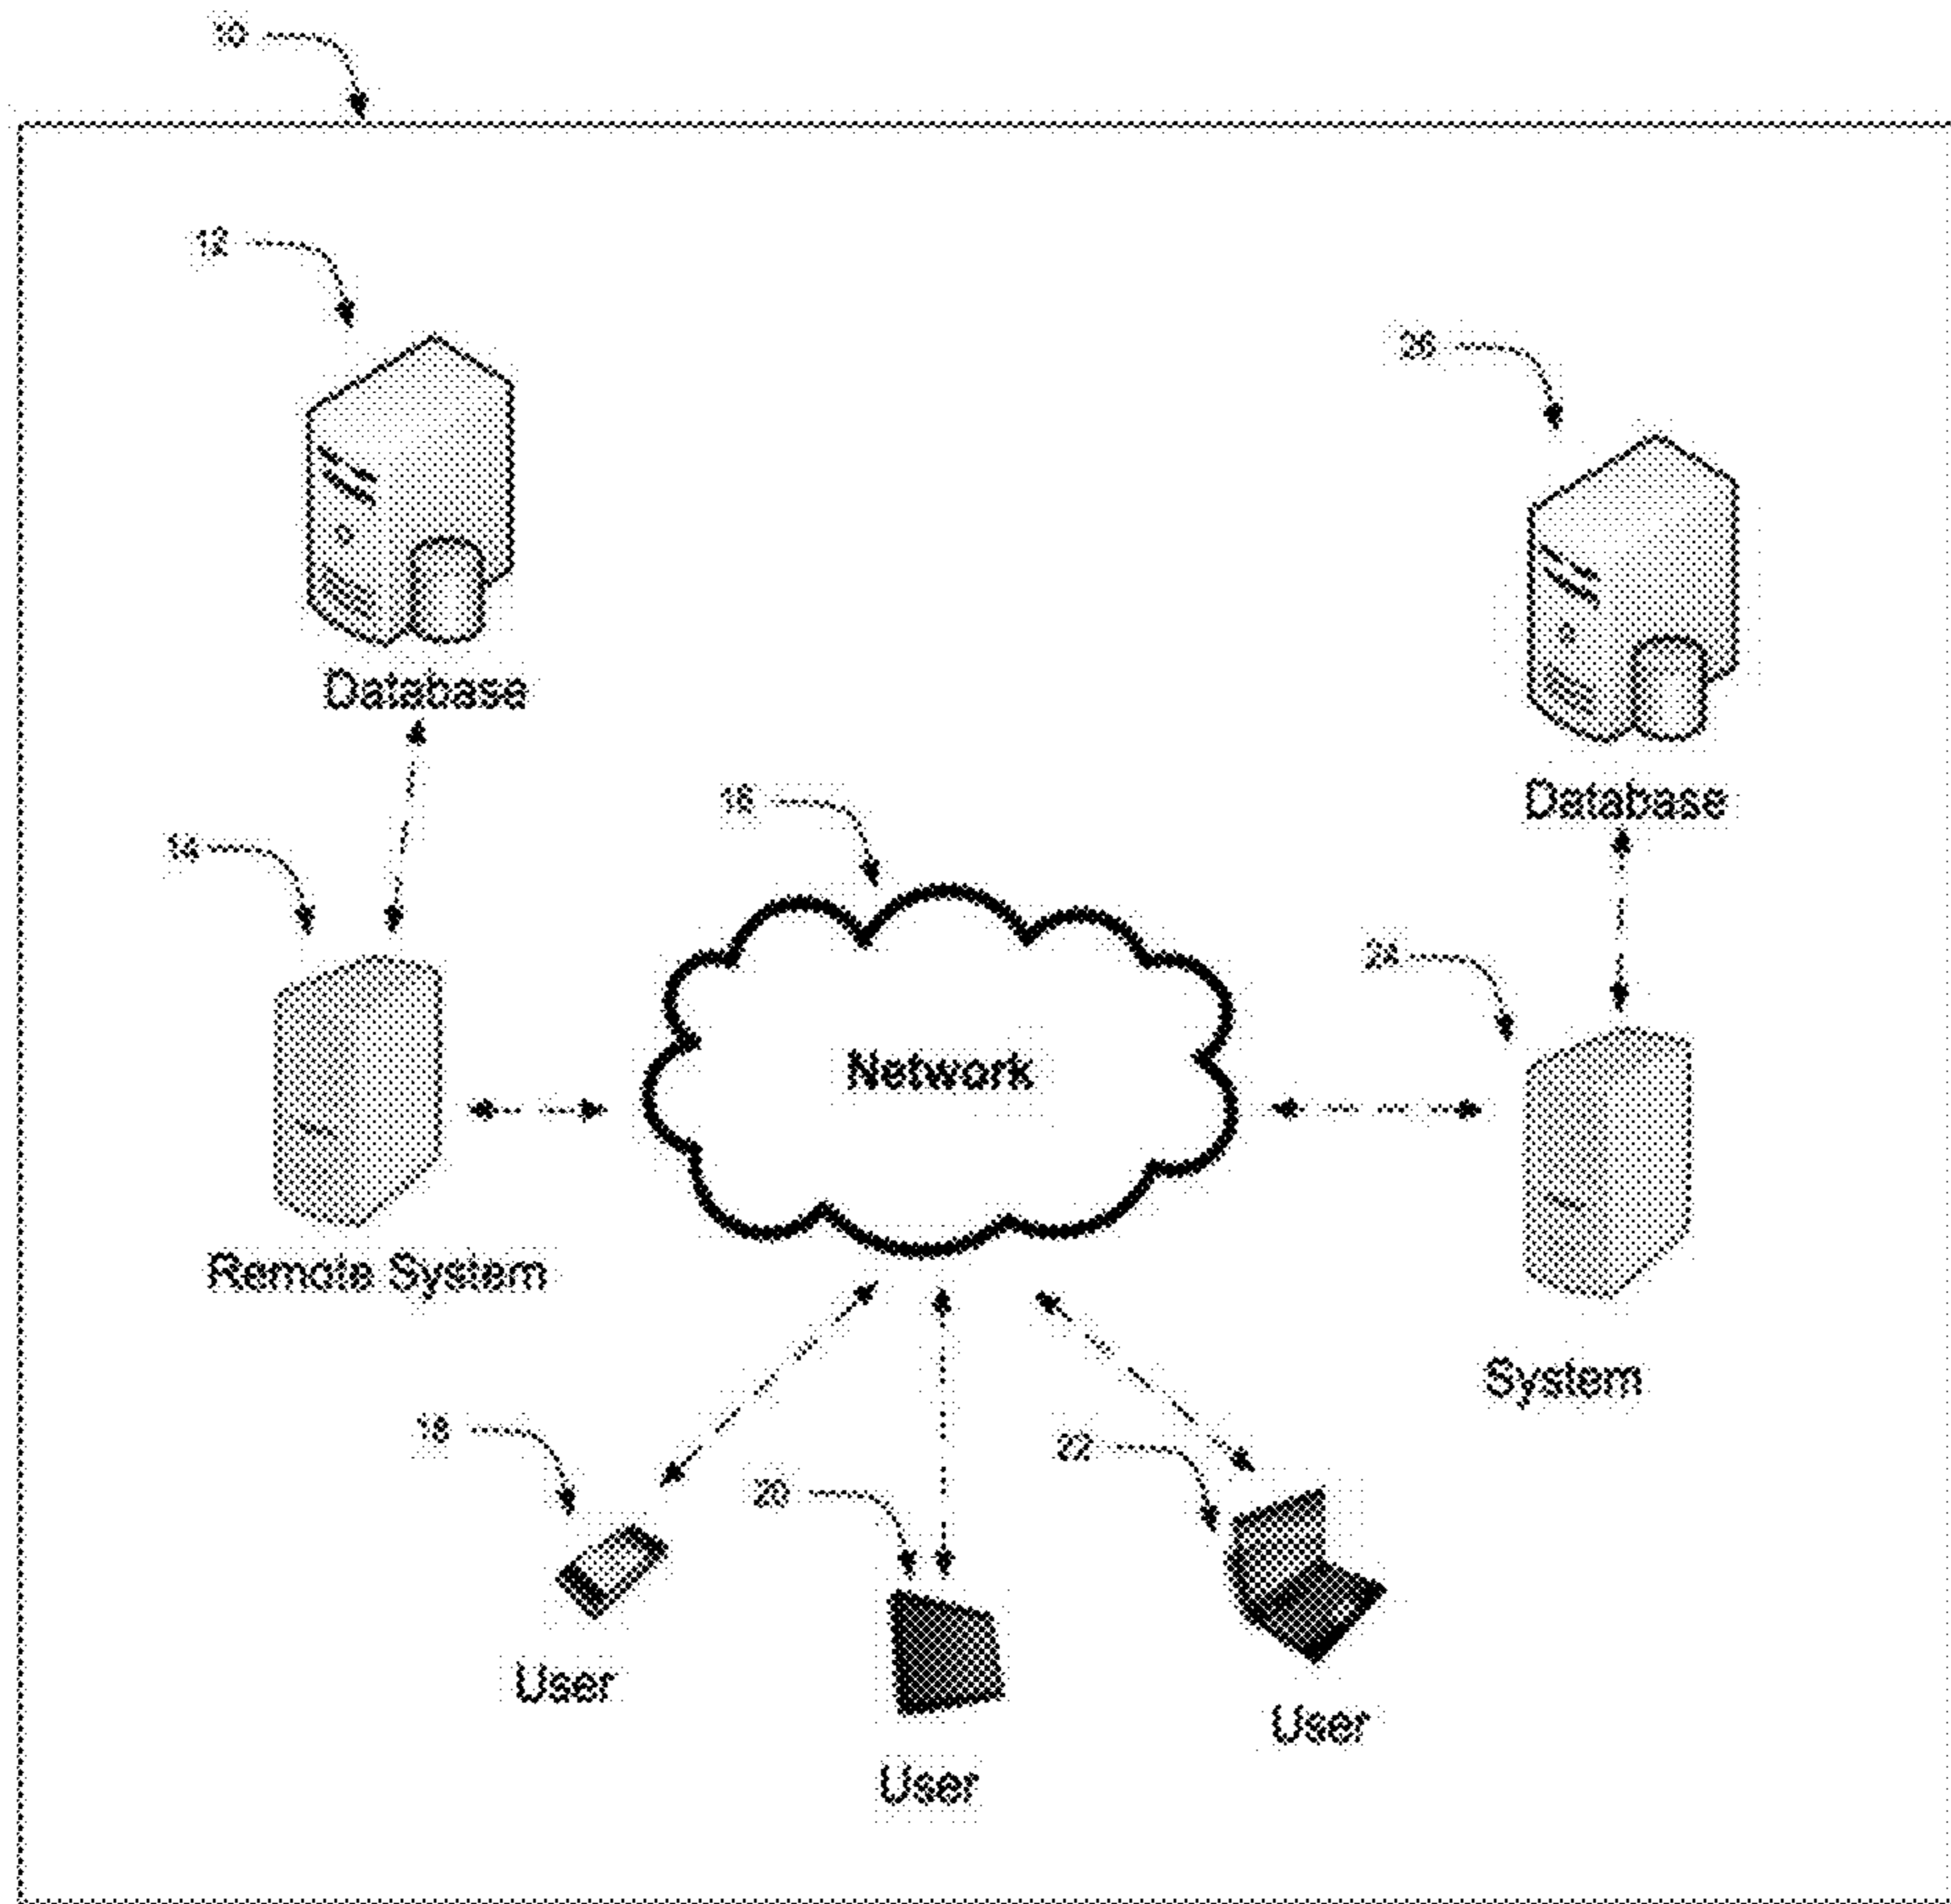 10
12
26
Database
16
Database
14
24
Network
Remote System
System
18
22
20
User
User
User